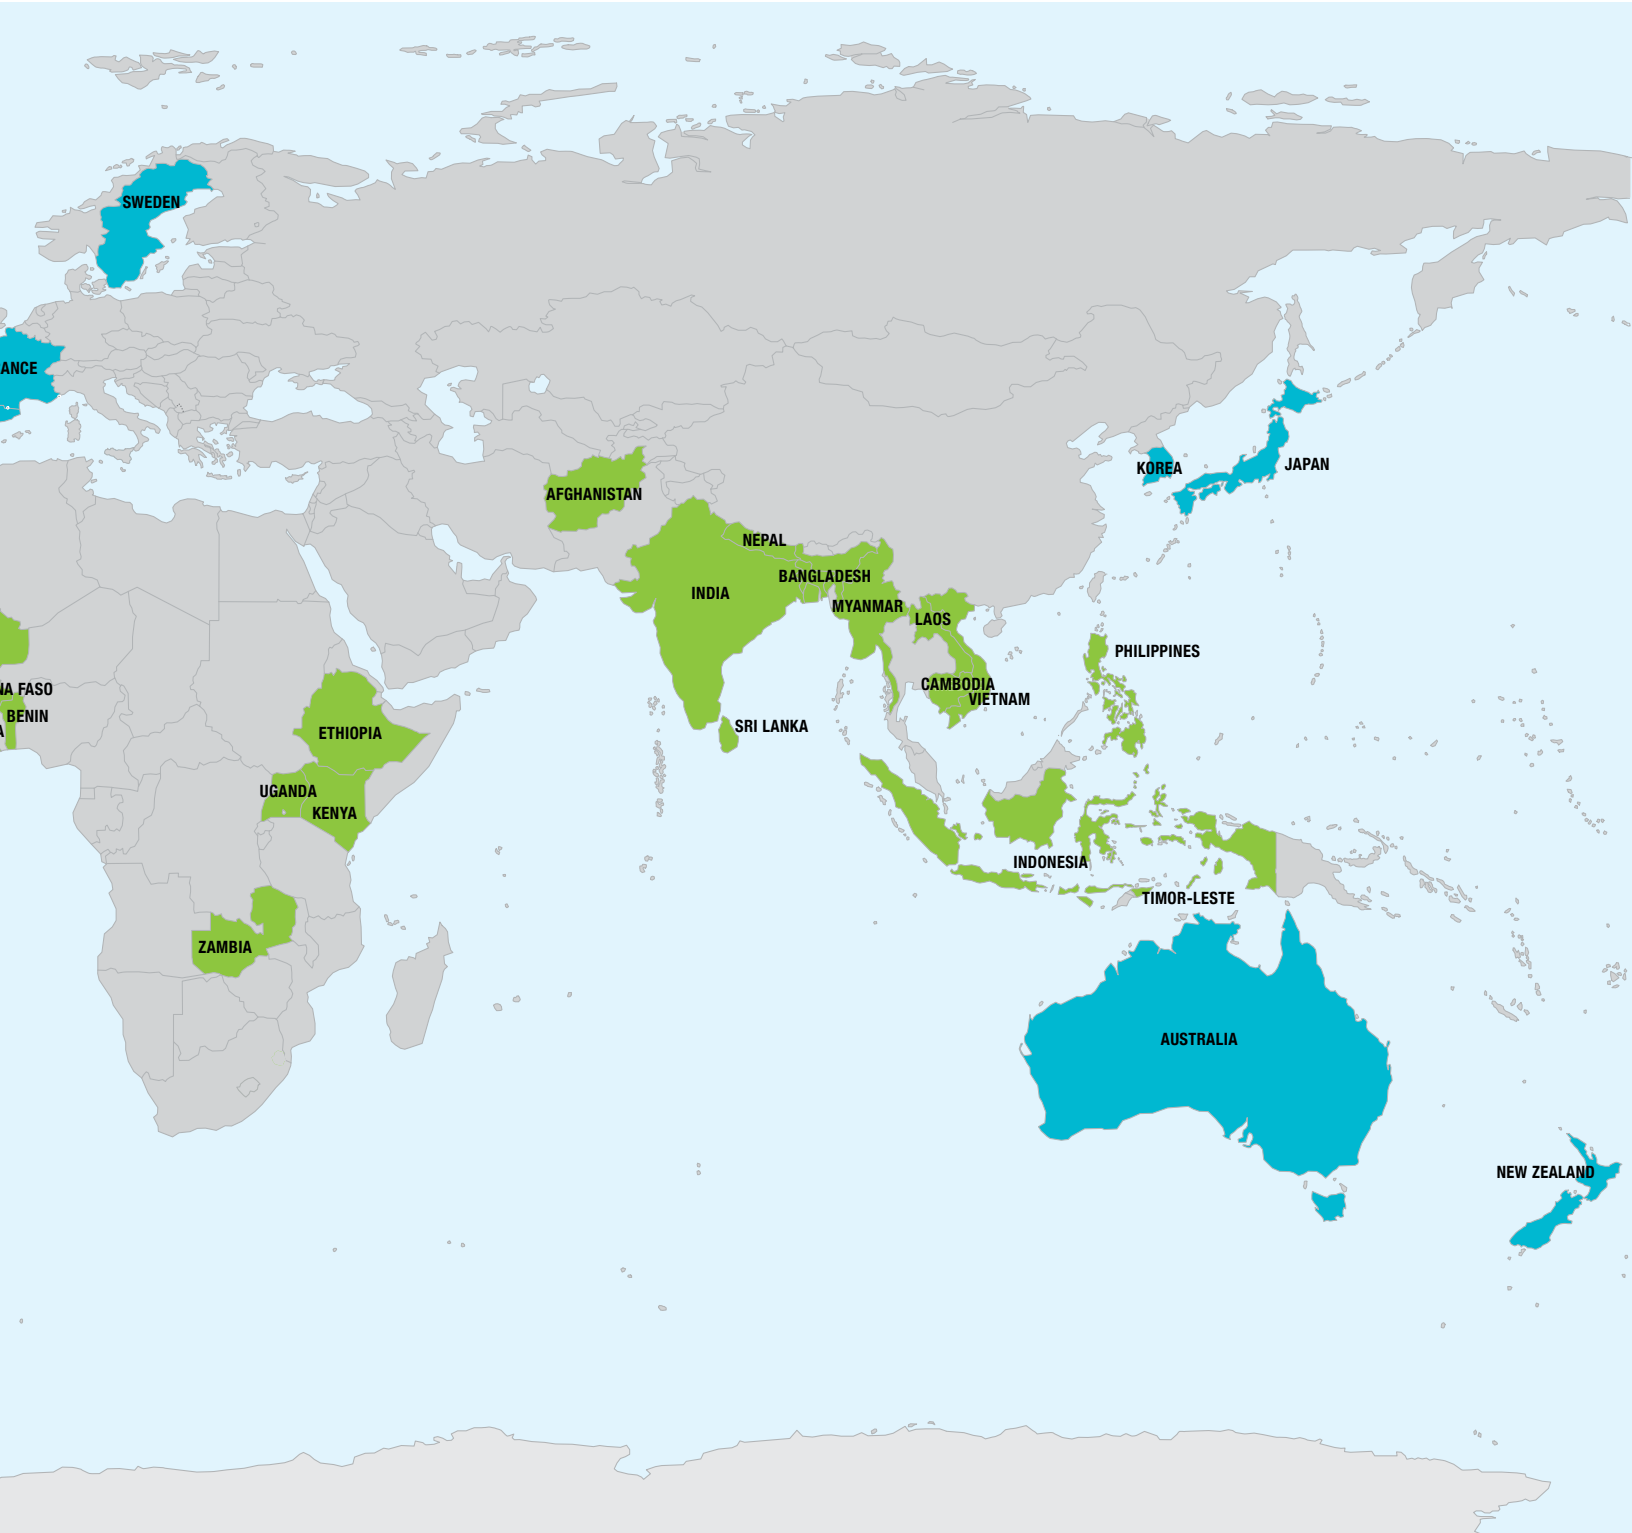 SWEDEN
ANCE
KOREA
JAPAN
AFGHANISTAN
NEPAL
BANGLADESH
INDIA
MYANMAR
LAOS
PHILIPPINES
CAMBODIA
VIETNAM
NA FASO
BENIN
A
ETHIOPIA
SRI LANKA
UGANDA
KENYA
INDONESIA
TIMOR-LESTE
ZAMBIA
AUSTRALIA
NEW ZEALAND